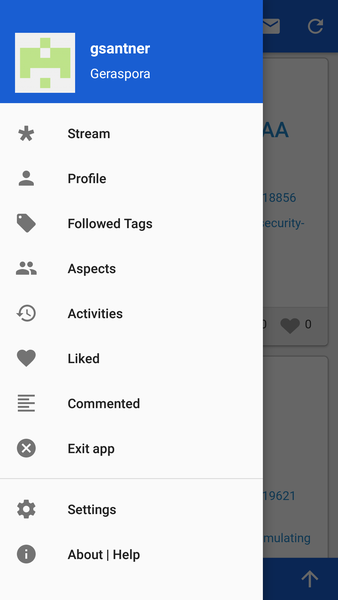 gsantner
Geraspora
Stream
Profile
Followed Tags
Aspects
Activities
Liked
Commented
Exit app
Settings
About | Help
AA
18856
ecurity-
0
19621
mulating